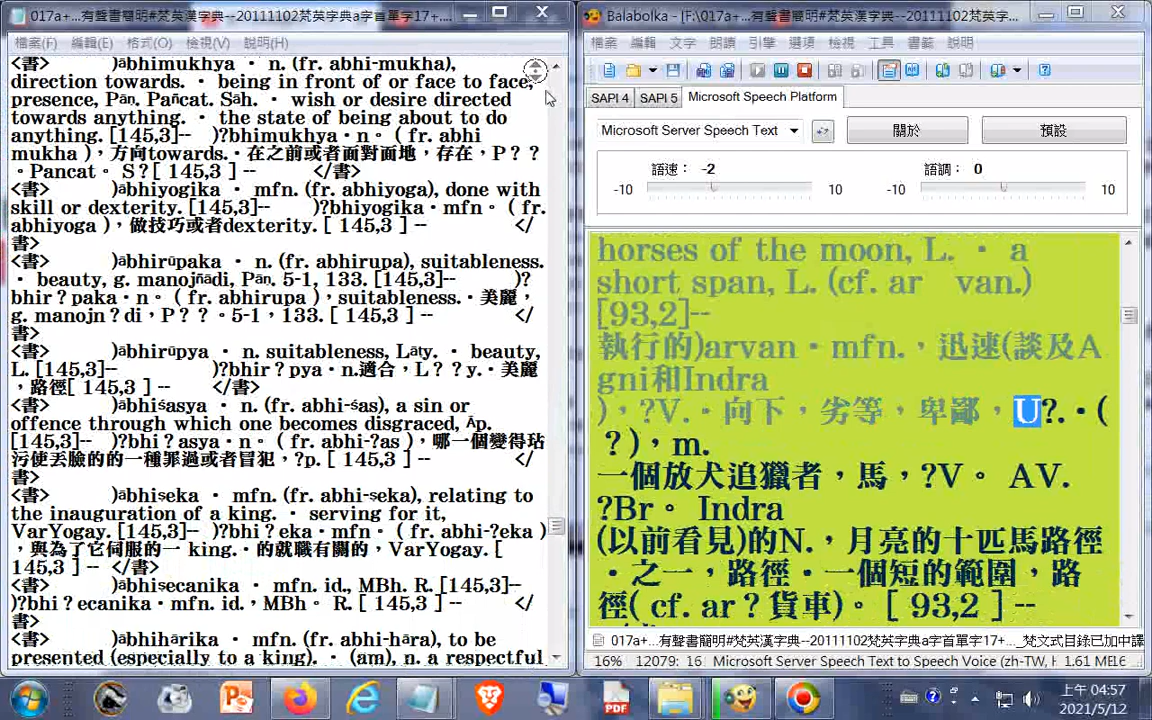 017a+...有聲書簡明#梵英漢字典--20111102梵英字典a字首單字17+...
檔案(F) 編輯(E) 格式(O) 檢視(V) 說明(H)
<書> )ābhimukhya · n. (fr. abhi-mukha),
direction towards. · being in front of or face to face,
presence, Pāṇ. Pañcat. Sāh. · wish or desire directed
towards anything. · the state of being about to do
anything. [145,3]-- )?bhimukhya·n。( fr. abhi
mukha )，方向towards.·在之前或者面對面地，存在，P？？
。Pancat。 S？[ 145,3 ] -- </書>
<書> )ābhiyogika · mfn. (fr. abhiyoga), done with
skill or dexterity. [145,3]-- )?bhiyogika·mfn。( fr.
abhiyoga )，做技巧或者dexterity. [ 145,3 ] -- </
書>
<書> )ābhirūpaka · n. (fr. abhirupa), suitableness.
· beauty, g. manojñādi, Pāṇ. 5-1, 133. [145,3]-- )?
bhir？paka·n。( fr. abhirupa )，suitableness.·美麗，
g. manojn？di，P？？。5-1，133. [ 145,3 ] -- </
書>
<書> )ābhirūpya · n. suitableness, Lāṭy. · beauty,
L. [145,3]-- )?bhir？pya·n.適合，L？？y.·美麗
，路徑[ 145,3 ] -- </書>
<書> )ābhiśasya · n. (fr. abhi-śas), a sin or
offence through which one becomes disgraced, Āp.
[145,3]-- )?bhi？asya·n。( fr. abhi-?as )，哪一個變得玷
污使丟臉的的一種罪過或者冒犯，?p. [ 145,3 ] -- </
書>
<書> )ābhiṣeka · mfn. (fr. abhi-ṣeka), relating to
the inauguration of a king. · serving for it,
VarYogay. [145,3]-- )?bhi？eka·mfn。( fr. abhi-?eka )
，與為了它伺服的一 king.·的就職有關的，VarYogay. [
145,3 ] -- </書>
<書> )ābhiṣecanika · mfn. id., MBh. R. [145,3]--
)?bhi？ecanika·mfn. id.，MBh。 R. [ 145,3 ] -- </
書>
<書> )ābhihārika · mfn. (fr. abhi-hāra), to be
presented (especially to a king). · (am), n. a respectful
Balabolka - [F:\017a+...有聲書簡明#梵英漢字典--20111102梵英字...
檔案 編輯 文字 朗讀 引擎 選項 檢視 工具 書籤 說明
SAPI 4 SAPI 5 Microsoft Speech Platform
Microsoft Server Speech Text 關於 預設
語速： -2 語調： 0
-10 10 -10 10
horses of the moon, L. · a
short span, L. (cf. ar van.)
[93,2]--
執行的)arvan·mfn.，迅速(談及A
gni和Indra
)，?V.·向下，劣等，卑鄙，U?.·(
?)，m.
一個放犬追獵者，馬，?V。 AV.
?Br。 Indra
(以前看見)的N.，月亮的十匹馬路徑
·之一，路徑·一個短的範圍，路
徑( cf. ar？貨車)。[ 93,2 ] --
017a+...有聲書簡明#梵英漢字典--20111102梵英字典a字首單字17+..._梵文式目錄已加中譯
16% 12079: 16 Microsoft Server Speech Text to Speech Voice (zh-TW, H 1.61 МБ
PDF
上午 04:57
2021/5/12